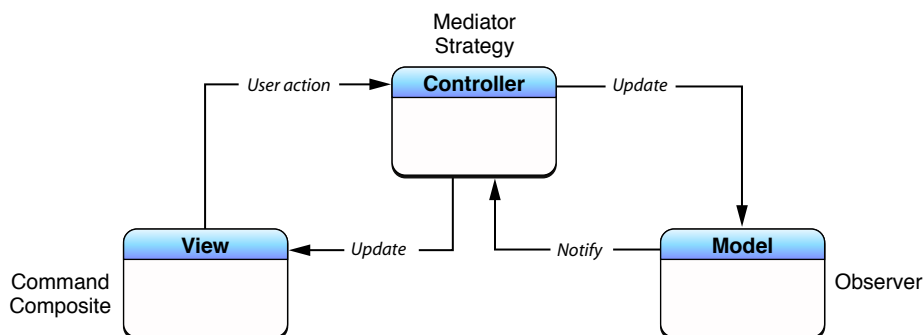 Mediator
Strategy
Controller
User action
Update
View
Update
Notify
Model
Command
Composite
Observer